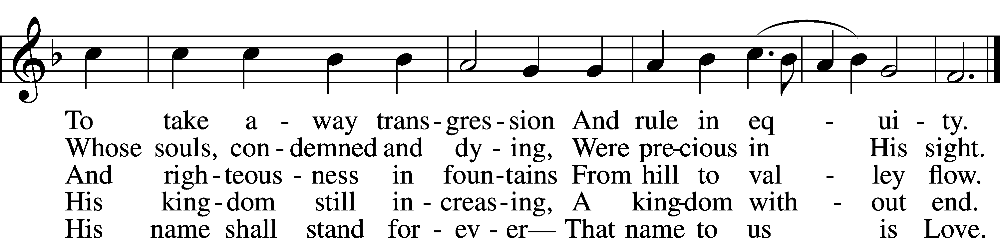 To take a - way trans - gres - sion And rule in eq - ui - ty.
Whose souls, con - demned and dy - ing, Were pre - cious in His sight.
And righ - teous - ness in foun - tains From hill to val - ley flow.
His king - dom still in - creas - ing, A king - dom with - out end.
His name shall stand for - ev - er— That name to us is Love.